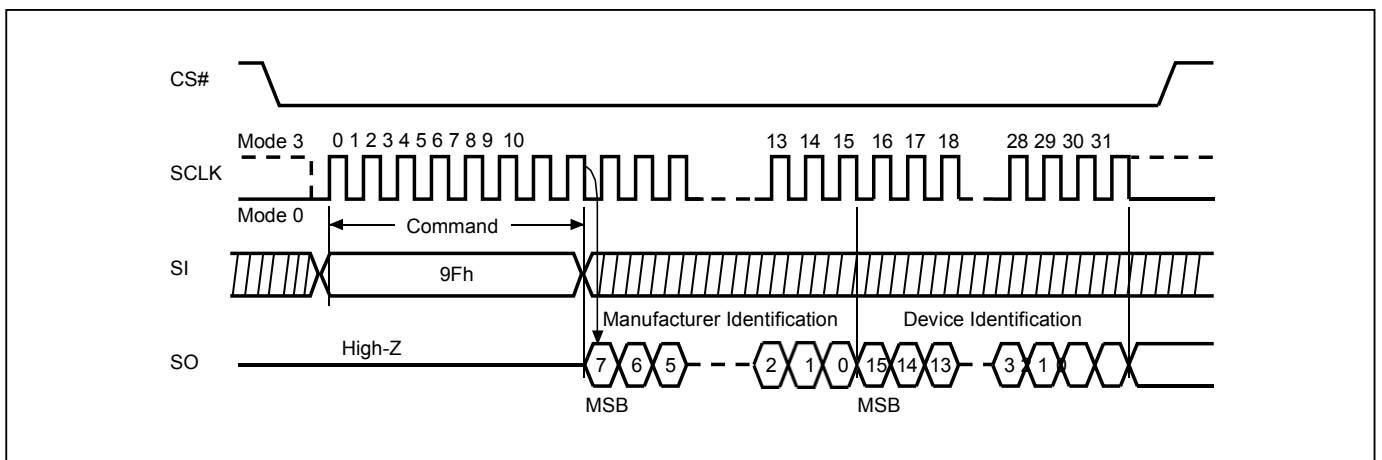 CS#
Mode 3
0 1 2 3 4 5 6 7 8 9 10
13 14 15 16 17 18
28 29 30 31
SCLK
Mode 0
Command
SI
9Fh
Manufacturer Identification
Device Identification
High-Z
SO
7 6 5
2 1 0 15 14 13
3 2 1 0
MSB
MSB